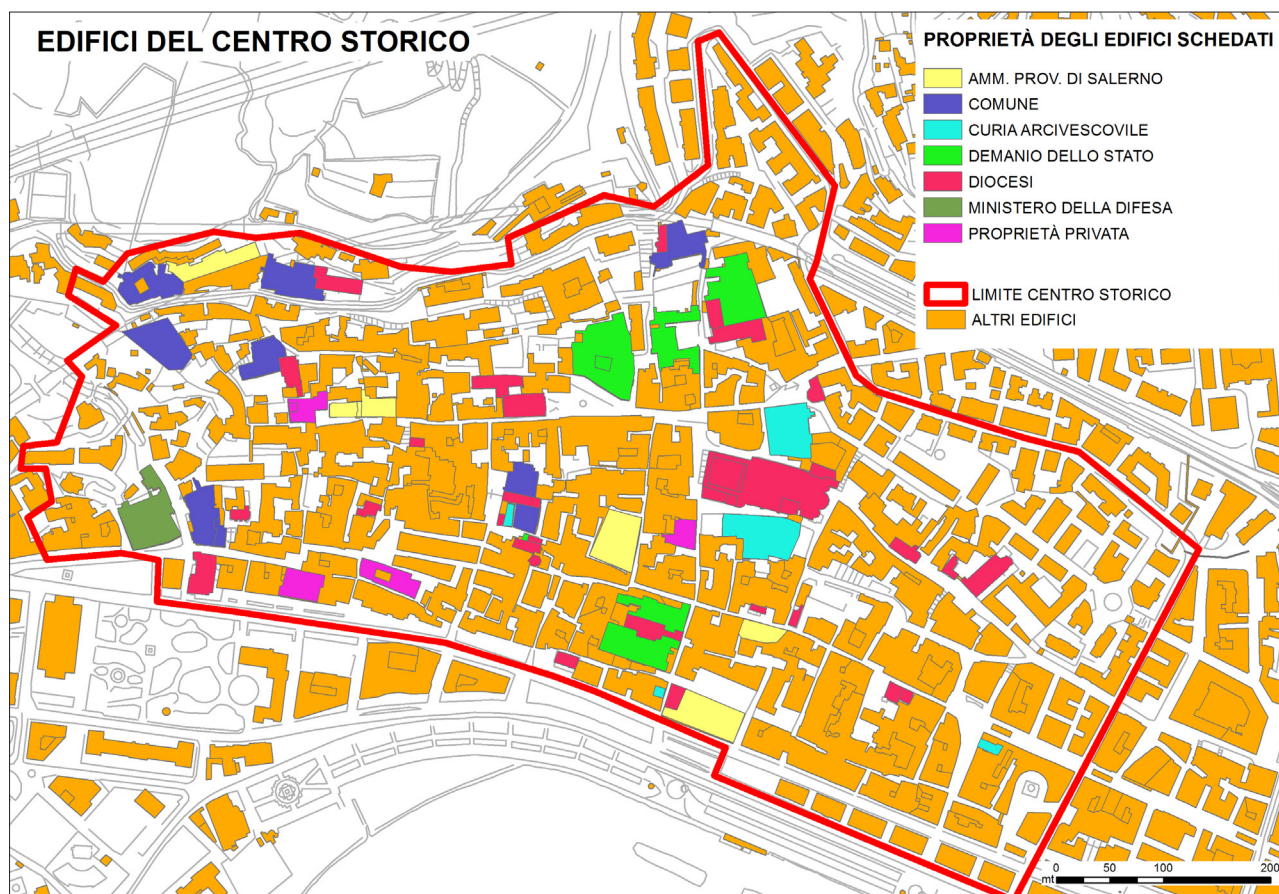 EDIFICI DEL CENTRO STORICO
PROPRIETÀ DEGLI EDIFICI SCHEDATI
AMM. PROV. DI SALERNO
COMUNE
CURIA ARCIVESCOVILE
DEMANIO DELLO STATO
DIOCESI
MINISTERO DELLA DIFESA
PROPRIETÀ PRIVATA
LIMITE CENTRO STORICO
ALTRI EDIFICI
0 50 100 200
mt